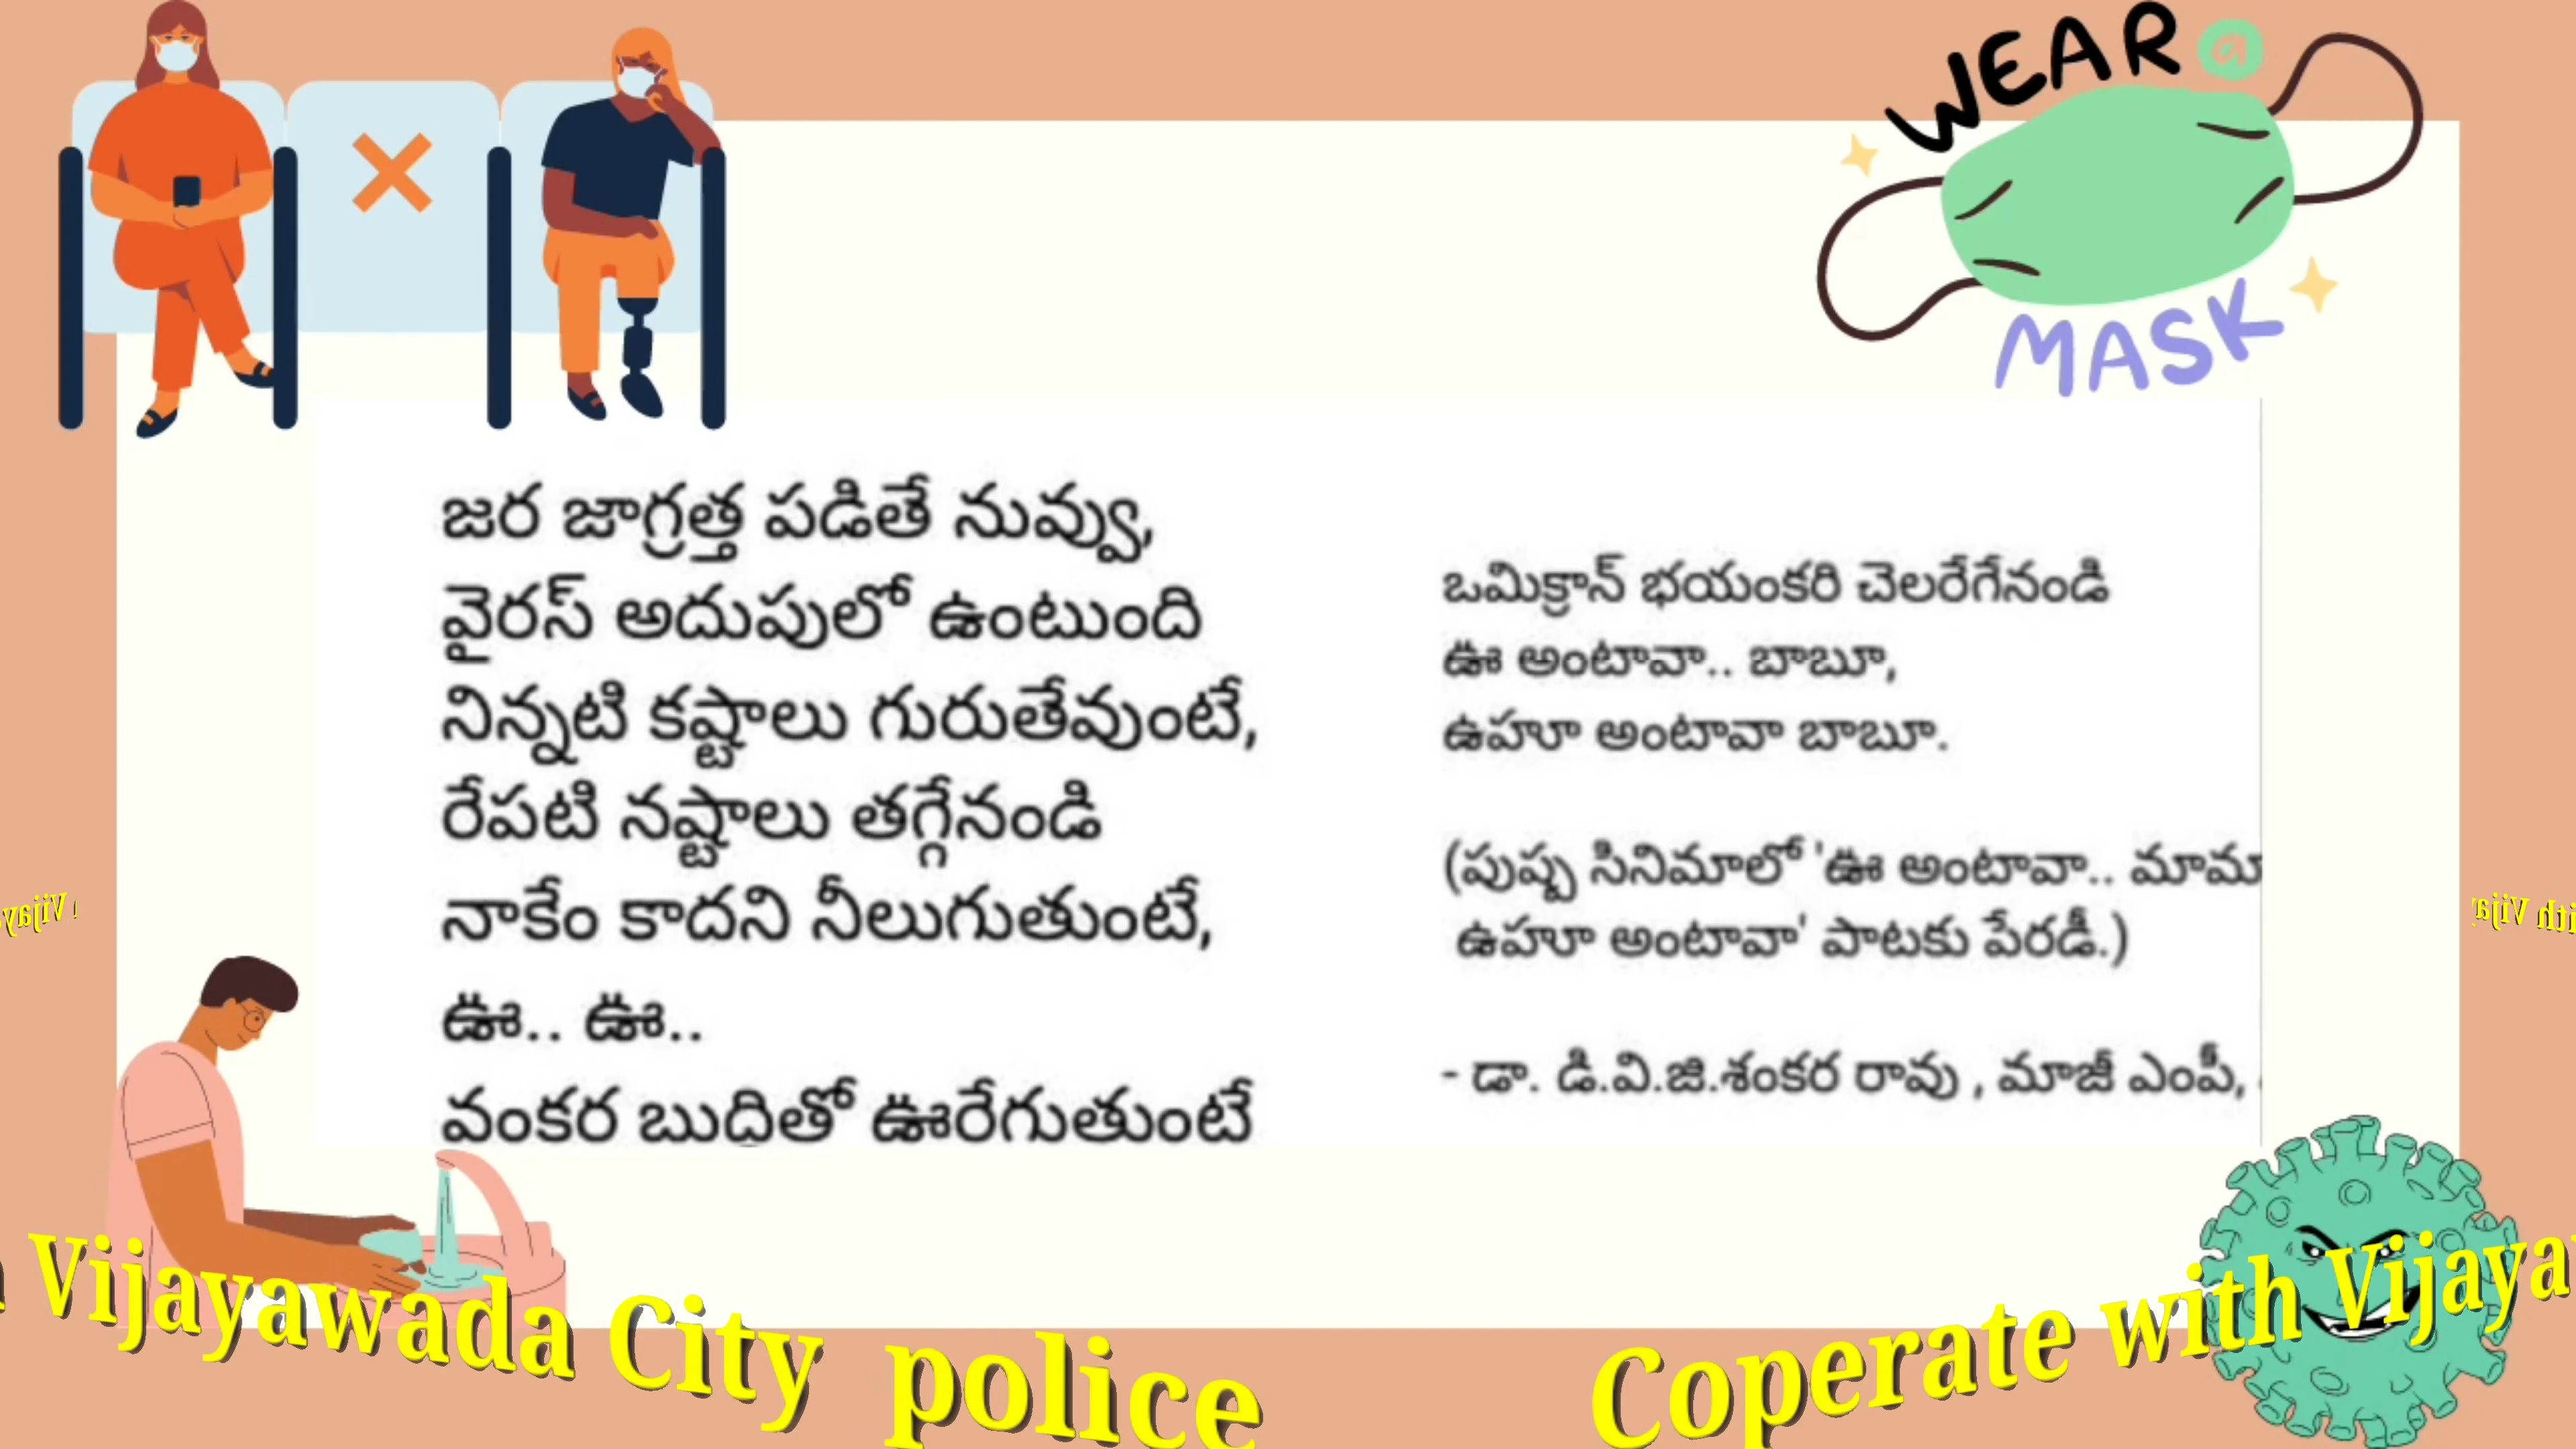 WEAR a
MASK
జర జాగ్రత్త పడితే నువ్వు,
వైరస్ అదుపులో ఉంటుంది
నిన్నటి కష్టాలు గురుతేవుంటే,
రేపటి నష్టాలు తగ్గేనండి
నాకేం కాదని నీలుగుతుంటే,
ఊ.. ఊ..
వంకర బుదితో ఊరేగుతుంటే
ఒమిక్రాన్ భయంకరి చెలరేగేనండి
ఊ అంటావా.. బాబూ,
ఉహూ అంటావా బాబూ.
(పుష్ప సినిమాలో 'ఊ అంటావా.. మామా
ఉహూ అంటావా' పాటకు పేరడీ.)
- డా. డి.వి.జి.శంకర రావు , మాజీ ఎంపీ,
Vijayawada City police
Coperate with Vijaya